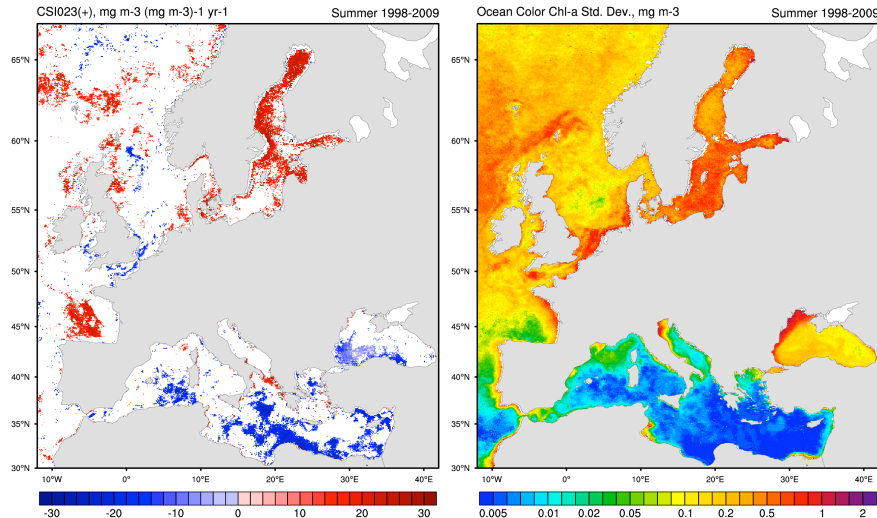 CSI023(+), mg m-3 (mg m-3)-1 yr-1 Summer 1998-2009
65°N
60°N
55°N
50°N
45°N
40°N
35°N
30°N
10°W 0° 10°E 20°E 30°E 40°E
-30 -20 -10 0 10 20 30
Ocean Color Chl-a Std. Dev., mg m-3 Summer 1998-2009
65°N
60°N
55°N
50°N
45°N
40°N
35°N
30°N
10°W 0° 10°E 20°E 30°E 40°E
0.005 0.01 0.02 0.05 0.1 0.2 0.5 1 2